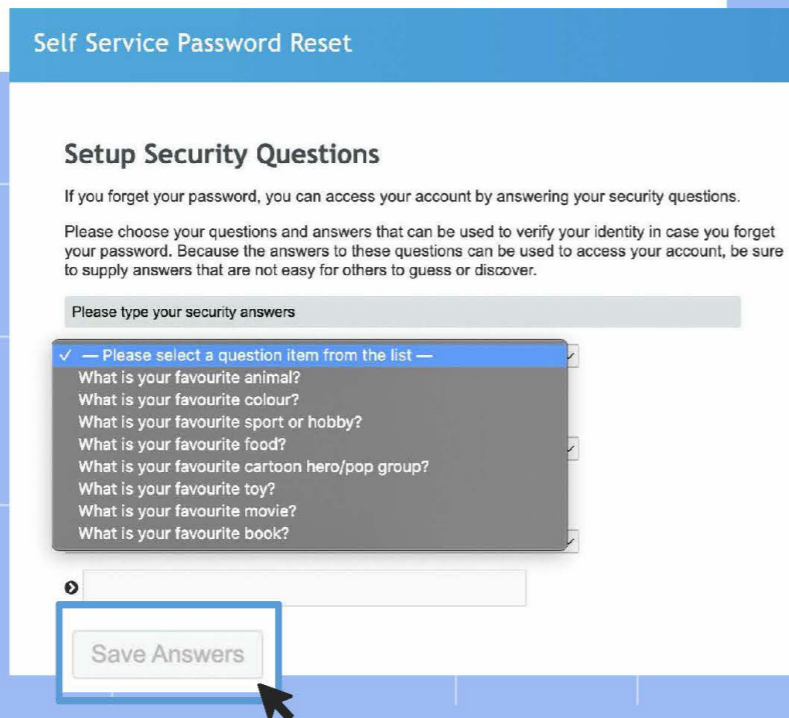 Self Service Password Reset
Setup Security Questions
If you forget your password, you can access your account by answering your security questions.
Please choose your questions and answers that can be used to verify your identity in case you forget
your password. Because the answers to these questions can be used to access your account, be sure
to supply answers that are not easy for others to guess or discover.
Please type your security answers
✓ — Please select a question item from the list —
What is your favourite animal?
What is your favourite colour?
What is your favourite sport or hobby?
What is your favourite food?
What is your favourite cartoon hero/pop group?
What is your favourite toy?
What is your favourite movie?
What is your favourite book?
Save Answers